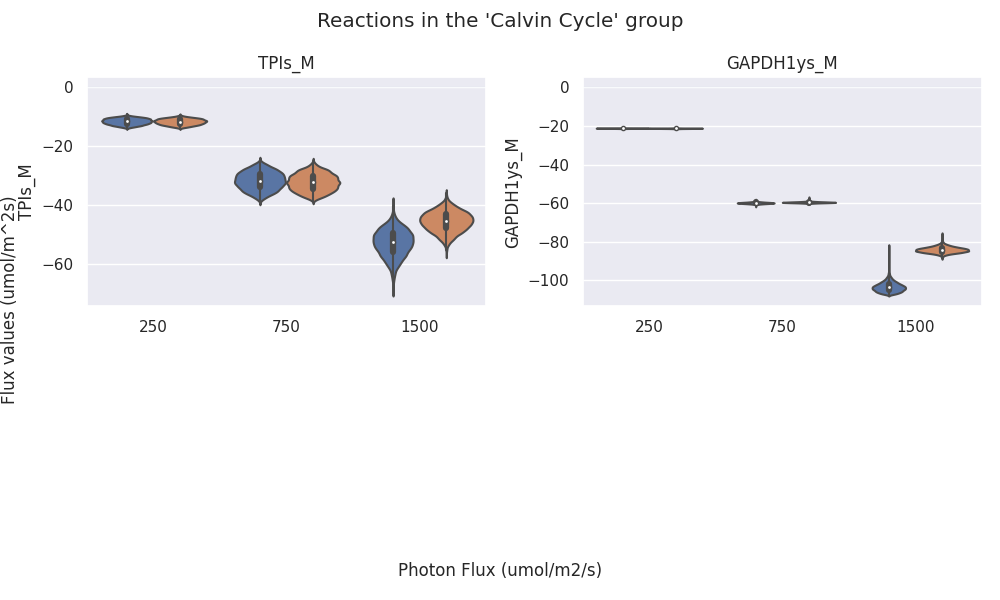 Reactions in the 'Calvin Cycle' group
TPIs_M
0
−20
−40
−60
TPIs_M
Flux values (umol/m^2s)
250
750
1500
GAPDH1ys_M
0
−20
−40
−60
−80
−100
GAPDH1ys_M
250
750
1500
Photon Flux (umol/m2/s)